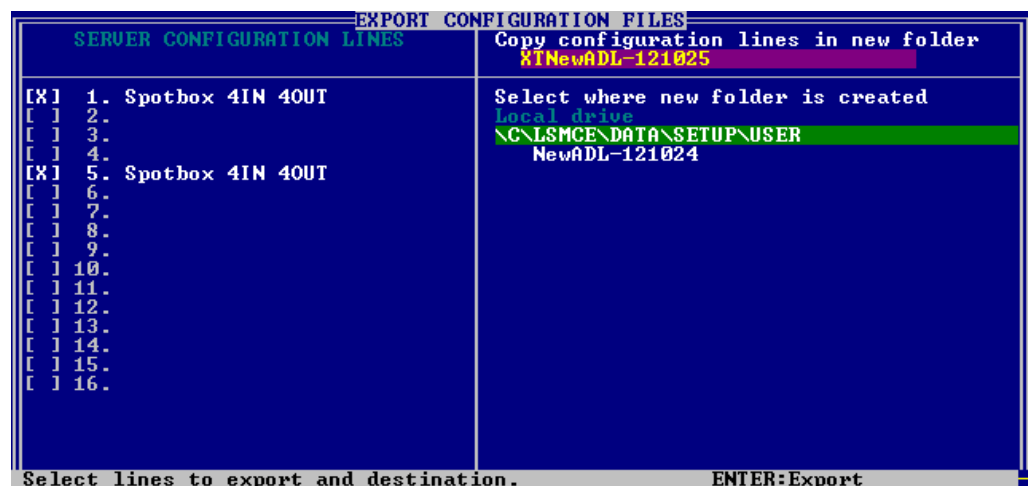 EXPORT CONFIGURATION FILES
SERVER CONFIGURATION LINES
[X] 1. Spotbox 4IN 4OUT
[ ] 2.
[ ] 3.
[ ] 4.
[X] 5. Spotbox 4IN 4OUT
[ ] 6.
[ ] 7.
[ ] 8.
[ ] 9.
[ ] 10.
[ ] 11.
[ ] 12.
[ ] 13.
[ ] 14.
[ ] 15.
[ ] 16.
Copy configuration lines in new folder
XTNewADL-121025
Select where new folder is created
Local drive
\C\LSMCE\DATA\SETUP\USER
NewADL-121024
Select lines to export and destination.
ENTER:Export